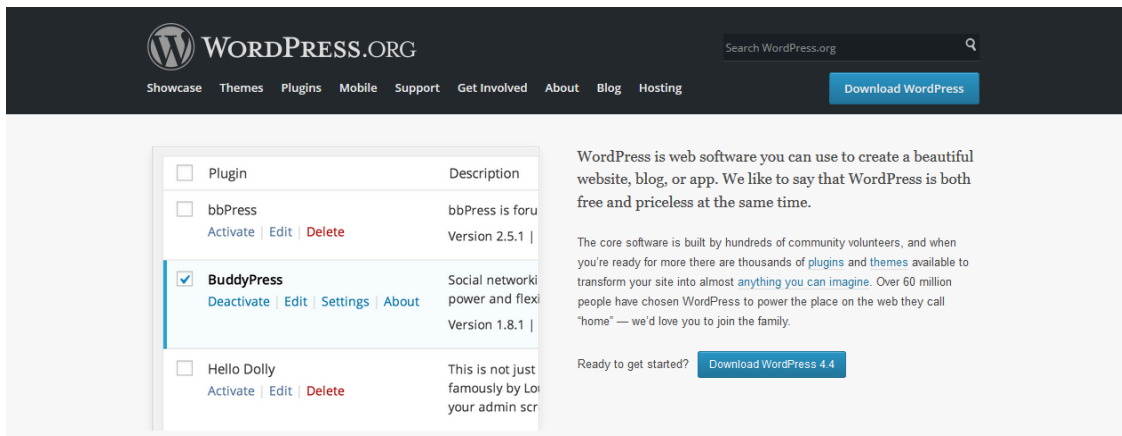 WORDPRESS.ORG
Search WordPress.org
Showcase Themes Plugins Mobile Support Get Involved About Blog Hosting
Download WordPress
Plugin Description
bbPress
Activate | Edit | Delete
bbPress is foru
Version 2.5.1 |
BuddyPress
Deactivate | Edit | Settings | About
Social networki
power and flexi
Version 1.8.1 |
Hello Dolly
Activate | Edit | Delete
This is not just
famously by Lou
your admin scr
WordPress is web software you can use to create a beautiful
website, blog, or app. We like to say that WordPress is both
free and priceless at the same time.
The core software is built by hundreds of community volunteers, and when
you’re ready for more there are thousands of plugins and themes available to
transform your site into almost anything you can imagine. Over 60 million
people have chosen WordPress to power the place on the web they call
“home” — we’d love you to join the family.
Ready to get started? Download WordPress 4.4